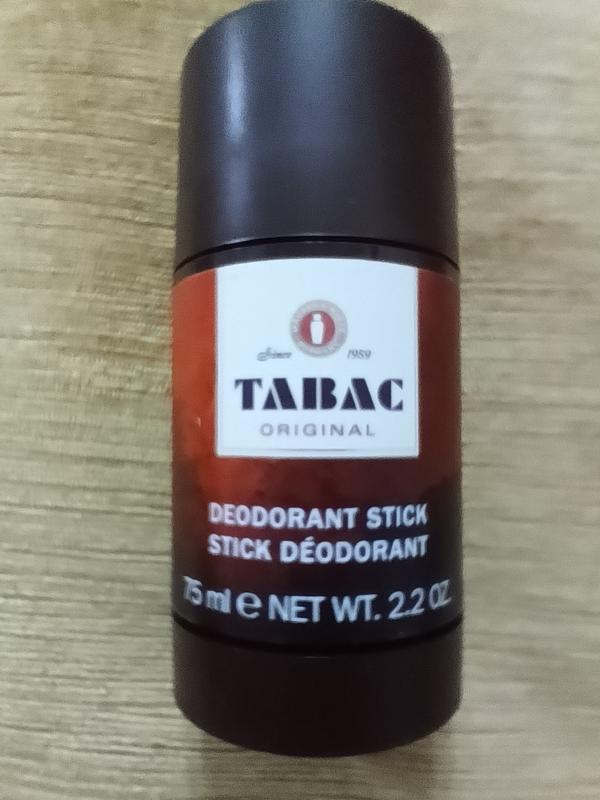 Since 1959
TABAC
ORIGINAL
DEODORANT STICK
STICK DÉODORANT
75 ml e NET WT. 2.2 OZ.